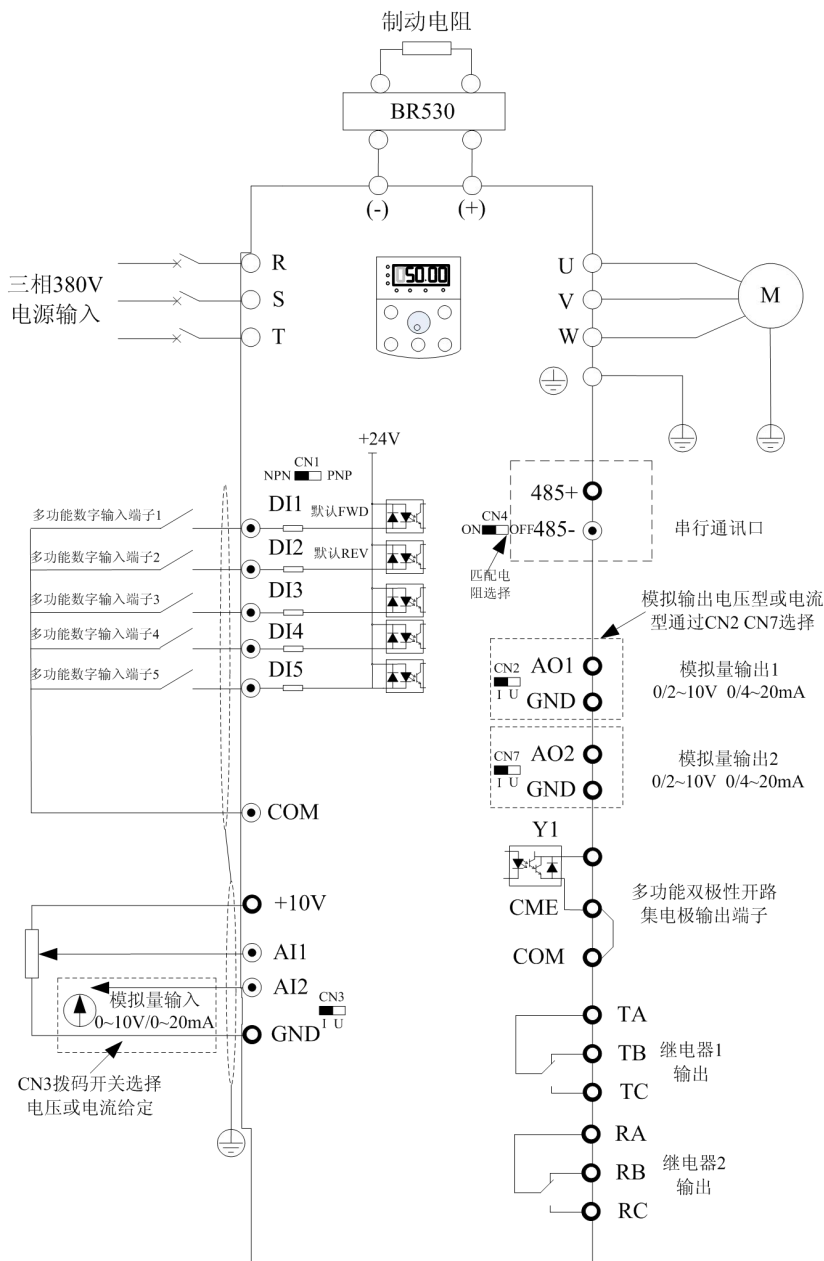 制动电阻
BR530
(-)
(+)
三相380V
电源输入
R
S
T
50.00
U
V
W
M
+24V
CN1
NPN
PNP
多功能数字输入端子1
DI1
默认FWD
多功能数字输入端子2
DI2
默认REV
多功能数字输入端子3
DI3
多功能数字输入端子4
DI4
多功能数字输入端子5
DI5
COM
485+
CN4
ON
OFF
485-
匹配电
阻选择
串行通讯口
模拟输出电压型或电流
型通过CN2 CN7选择
CN2
I U
AO1
GND
模拟量输出1
0/2~10V 0/4~20mA
CN7
I U
AO2
GND
模拟量输出2
0/2~10V 0/4~20mA
Y1
CME
COM
多功能双极性开路
集电极输出端子
+10V
AI1
AI2
CN3
I U
GND
模拟量输入
0~10V/0~20mA
CN3拨码开关选择
电压或电流给定
TA
TB
TC
继电器1
输出
RA
RB
RC
继电器2
输出